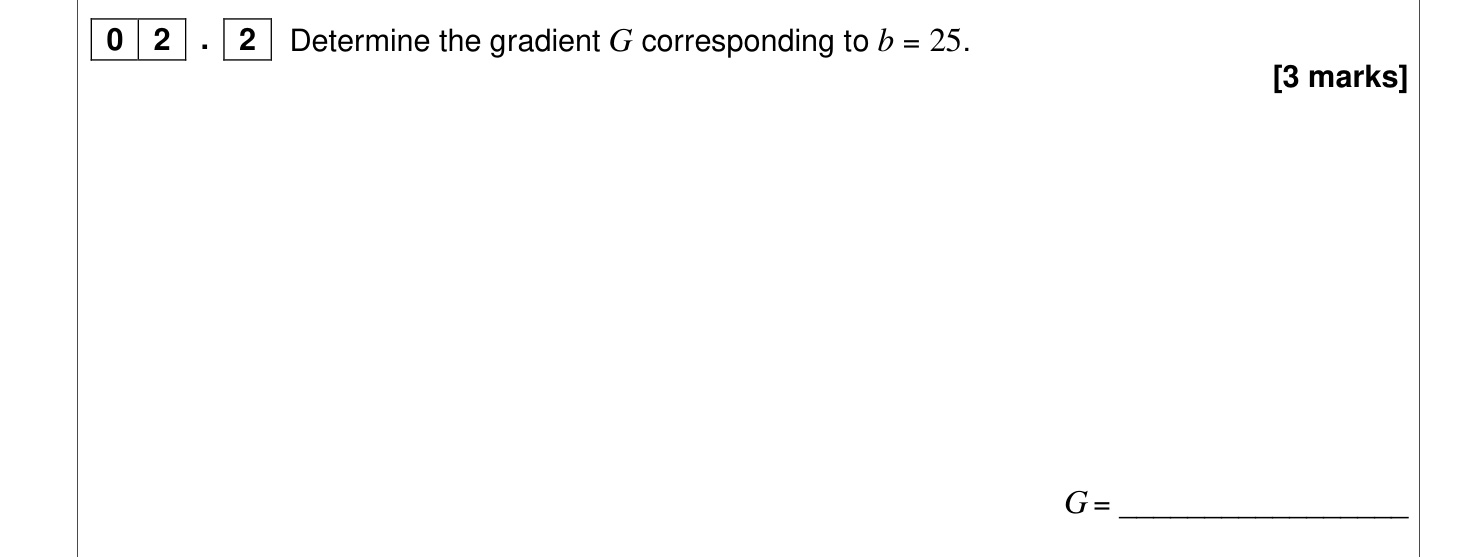 0 2 . 2 Determine the gradient G corresponding to b = 25.
[3 marks]
G = ____________________